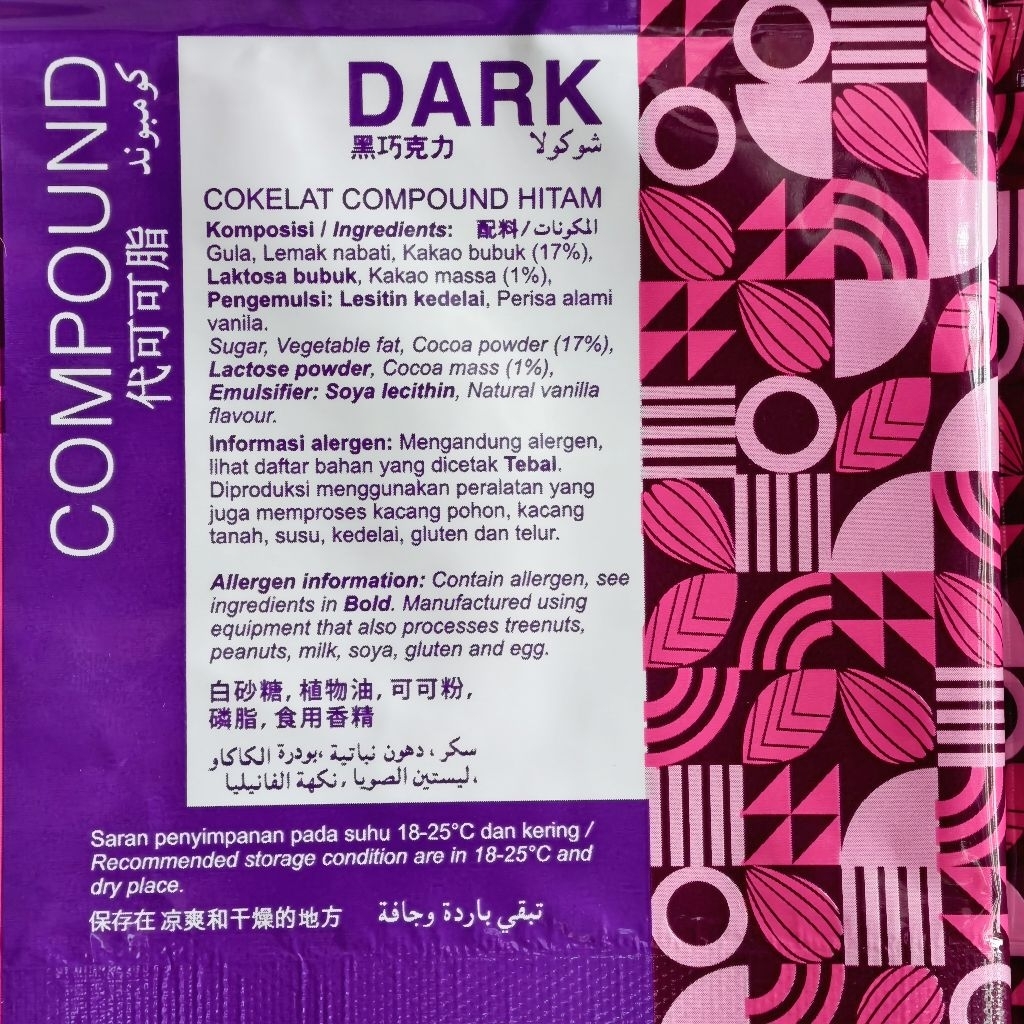 COMPOUND
代可可脂 كومبوند
DARK
黑巧克力 شوكولا
COKELAT COMPOUND HITAM
Komposisi / Ingredients: 配料/المكونات
Gula, Lemak nabati, Kakao bubuk (17%),
Laktosa bubuk, Kakao massa (1%),
Pengemulsi: Lesitin kedelai, Perisa alami
vanila.
Sugar, Vegetable fat, Cocoa powder (17%),
Lactose powder, Cocoa mass (1%),
Emulsifier: Soya lecithin, Natural vanilla
flavour.
Informasi alergen: Mengandung alergen,
lihat daftar bahan yang dicetak Tebal.
Diproduksi menggunakan peralatan yang
juga memproses kacang pohon, kacang
tanah, susu, kedelai, gluten dan telur.
Allergen information: Contain allergen, see
ingredients in Bold. Manufactured using
equipment that also processes treenuts,
peanuts, milk, soya, gluten and egg.
白砂糖, 植物油, 可可粉,
磷脂, 食用香精
سكر ، دهون نباتية ،بودرة الكاكاو
،ليستين الصويا ، نكهة الفانيليا
Saran penyimpanan pada suhu 18-25°C dan kering /
Recommended storage condition are in 18-25°C and
dry place.
保存在 凉爽和干燥的地方 تبقي باردة وجافة